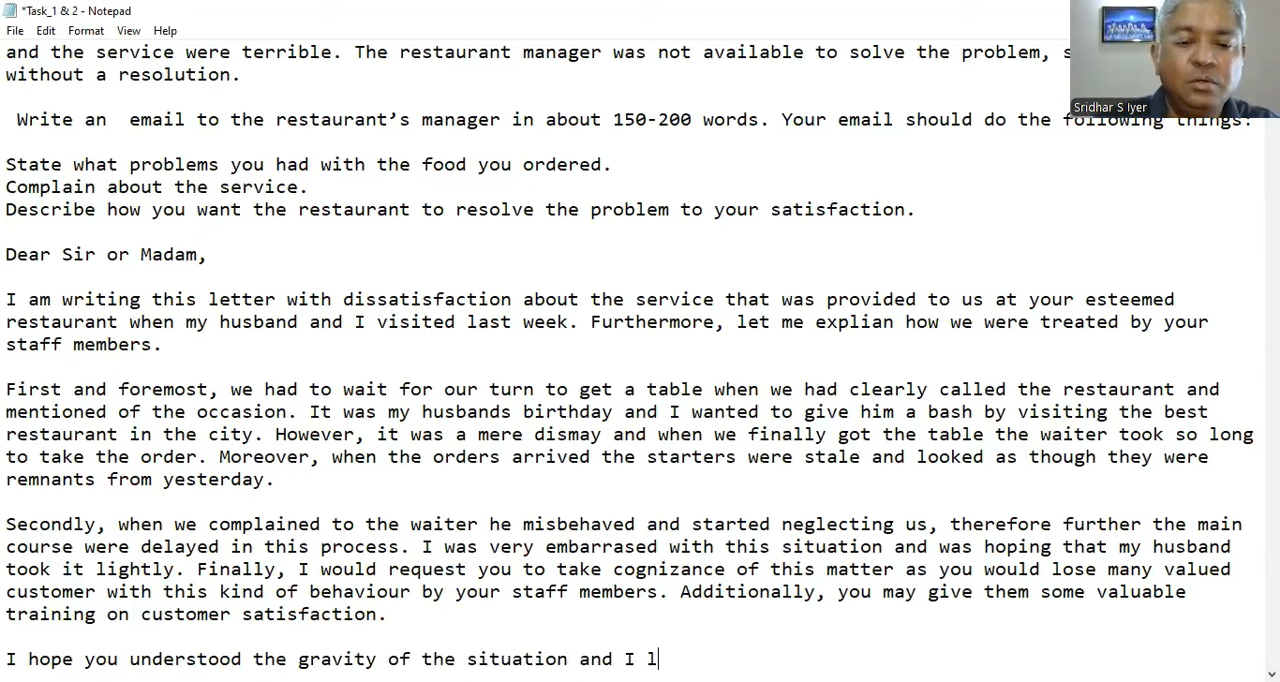 *Task_1 & 2 - Notepad
File Edit Format View Help
and the service were terrible. The restaurant manager was not available to solve the problem,
without a resolution.
Sridhar S Iyer
Write an  email to the restaurant’s manager in about 150-200 words. Your email should do the following things:
State what problems you had with the food you ordered.
Complain about the service.
Describe how you want the restaurant to resolve the problem to your satisfaction.
Dear Sir or Madam,
I am writing this letter with dissatisfaction about the service that was provided to us at your esteemed
restaurant when my husband and I visited last week. Furthermore, let me explian how we were treated by your
staff members.
First and foremost, we had to wait for our turn to get a table when we had clearly called the restaurant and
mentioned of the occasion. It was my husbands birthday and I wanted to give him a bash by visiting the best
restaurant in the city. However, it was a mere dismay and when we finally got the table the waiter took so long
to take the order. Moreover, when the orders arrived the starters were stale and looked as though they were
remnants from yesterday.
Secondly, when we complained to the waiter he misbehaved and started neglecting us, therefore further the main
course were delayed in this process. I was very embarrased with this situation and was hoping that my husband
took it lightly. Finally, I would request you to take cognizance of this matter as you would lose many valued
customer with this kind of behaviour by your staff members. Additionally, you may give them some valuable
training on customer satisfaction.
I hope you understood the gravity of the situation and I l